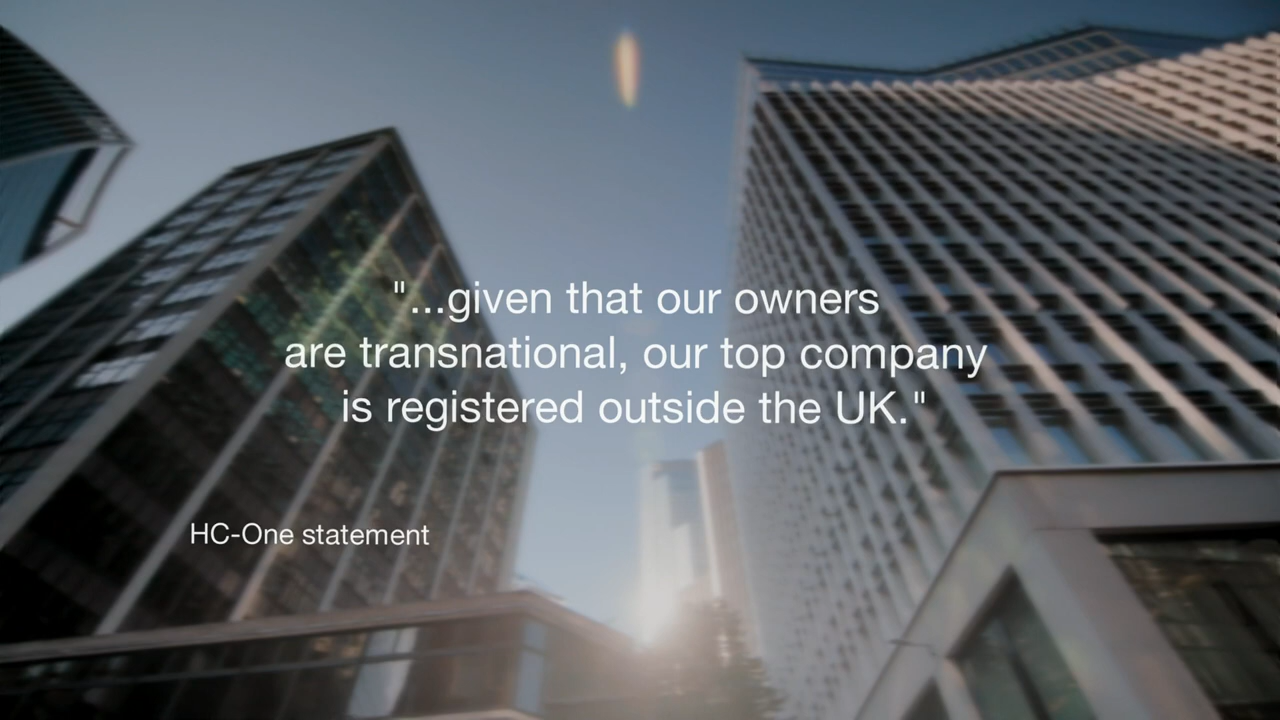 "...given that our owners
are transnational, our top company
is registered outside the UK."
HC-One statement